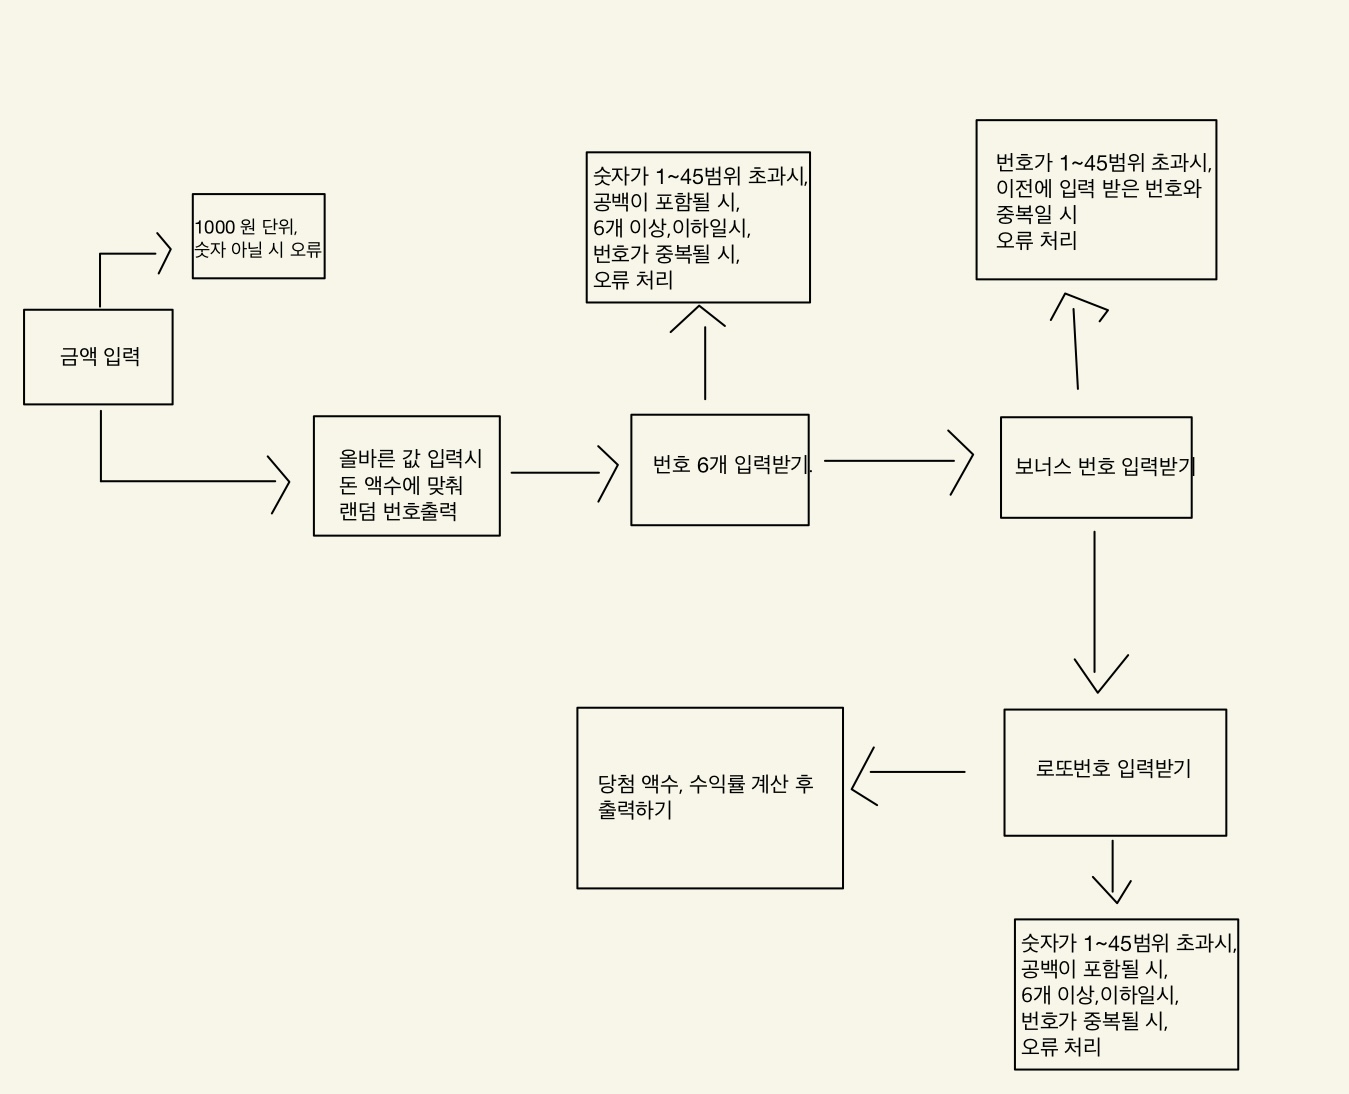 숫자가 1~45범위 초과시,
공백이 포함될 시,
6개 이상,이하일시,
번호가 중복될 시,
오류 처리
번호가 1~45범위 초과시,
이전에 입력 받은 번호와
중복일 시
오류 처리
1000 원 단위,
숫자 아닐 시 오류
금액 입력
올바른 값 입력시
돈 액수에 맞춰
랜덤 번호출력
번호 6개 입력받기.
보너스 번호 입력받기
로또번호 입력받기
당첨 액수, 수익률 계산 후
출력하기
숫자가 1~45범위 초과시,
공백이 포함될 시,
6개 이상,이하일시,
번호가 중복될 시,
오류 처리